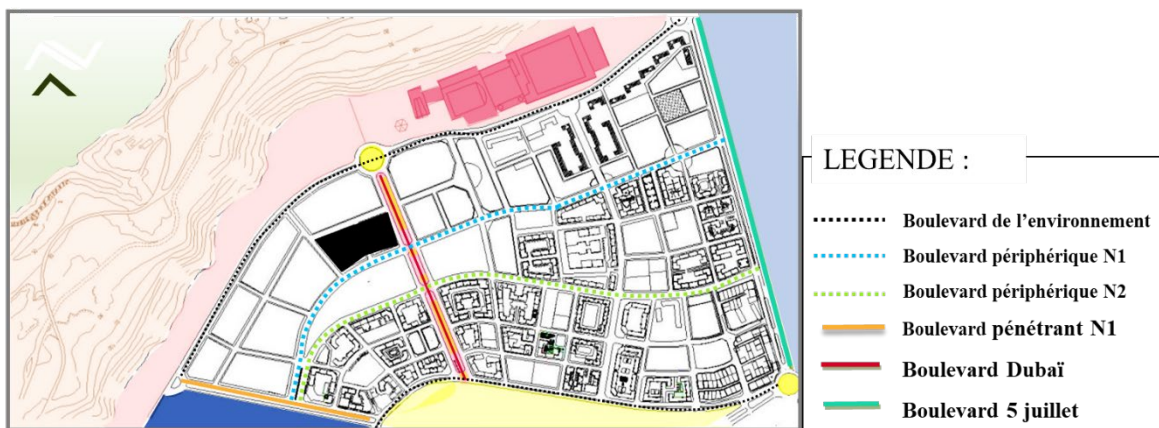 LEGENDE :
Boulevard de l’environnement
Boulevard périphérique N1
Boulevard périphérique N2
Boulevard pénétrant N1
Boulevard Dubaï
Boulevard 5 juillet